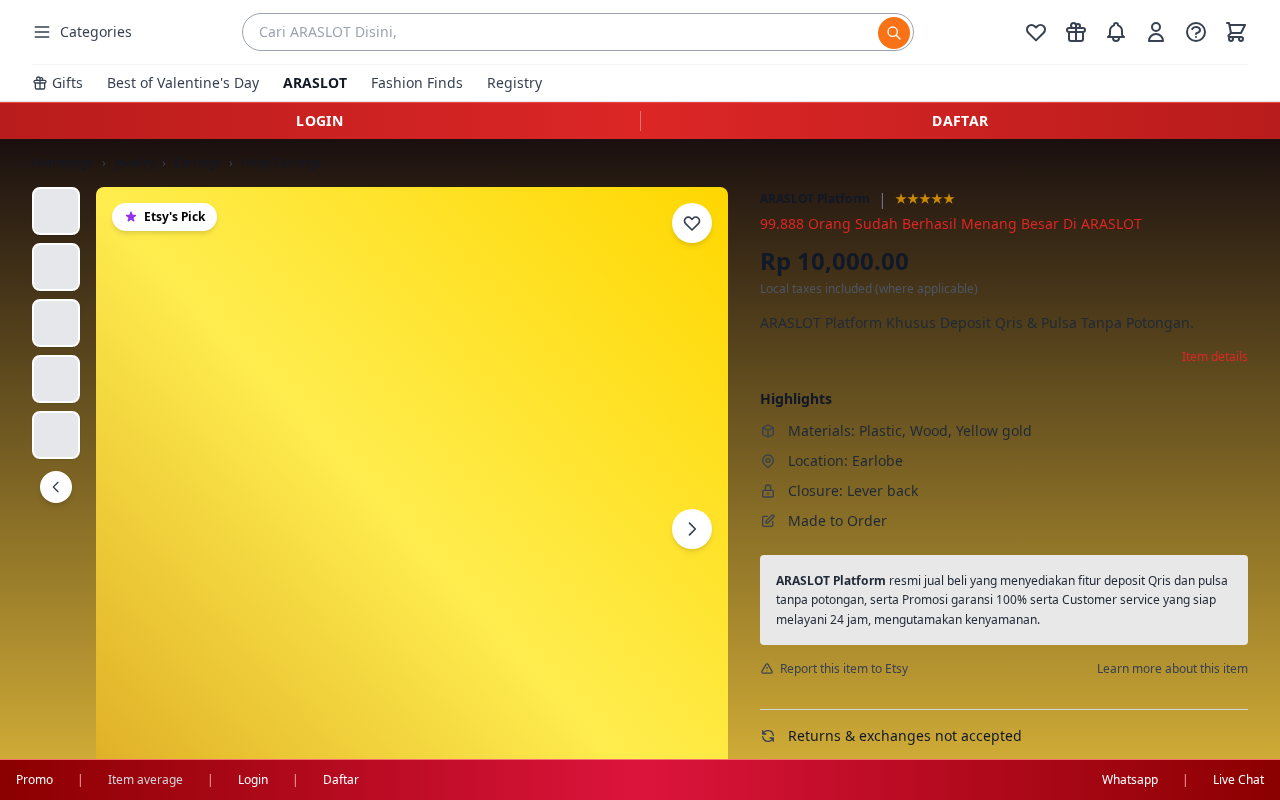 Categories
Cari ARASLOT Disini,
Gifts
Best of Valentine's Day
ARASLOT
Fashion Finds
Registry
LOGIN
DAFTAR
Etsy's Pick
ARASLOT Platform | ★★★★★
99.888 Orang Sudah Berhasil Menang Besar Di ARASLOT
Rp 10,000.00
Local taxes included (where applicable)
ARASLOT Platform Khusus Deposit Qris & Pulsa Tanpa Potongan.
Item details
Highlights
Materials: Plastic, Wood, Yellow gold
Location: Earlobe
Closure: Lever back
Made to Order
ARASLOT Platform resmi jual beli yang menyediakan fitur deposit Qris dan pulsa
tanpa potongan, serta Promosi garansi 100% serta Customer service yang siap
melayani 24 jam, mengutamakan kenyamanan.
Report this item to Etsy
Learn more about this item
Returns & exchanges not accepted
Promo | Item average | Login | Daftar
Whatsapp | Live Chat